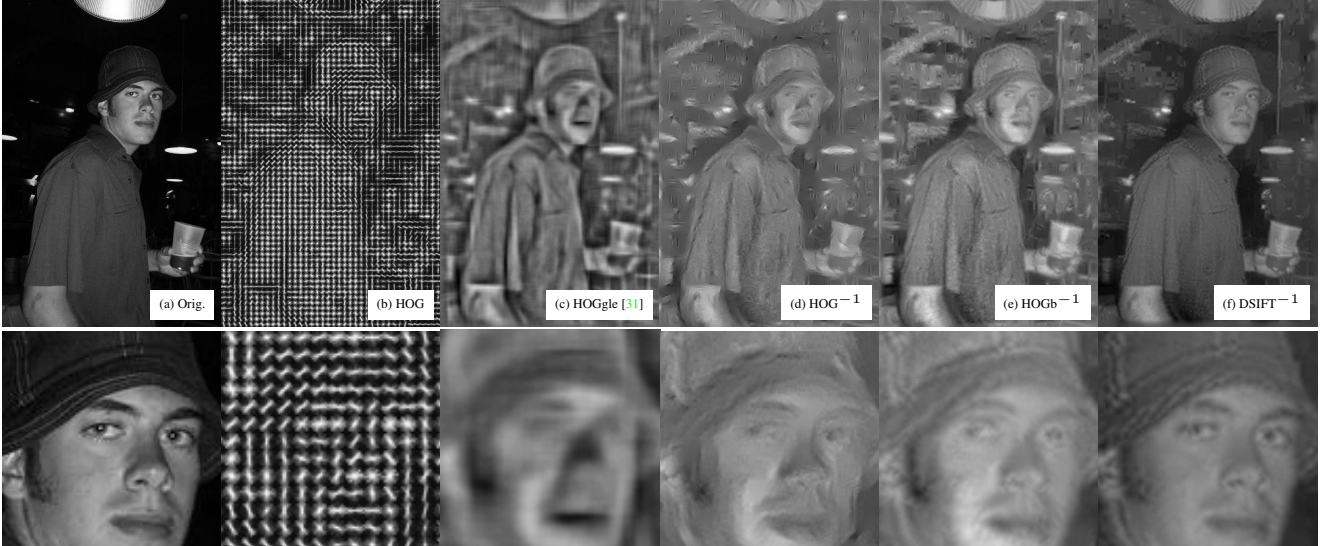 (a) Orig.
(b) HOG
(c) HOGgle [31]
(d) HOG−1
(e) HOGb−1
(f) DSIFT−1